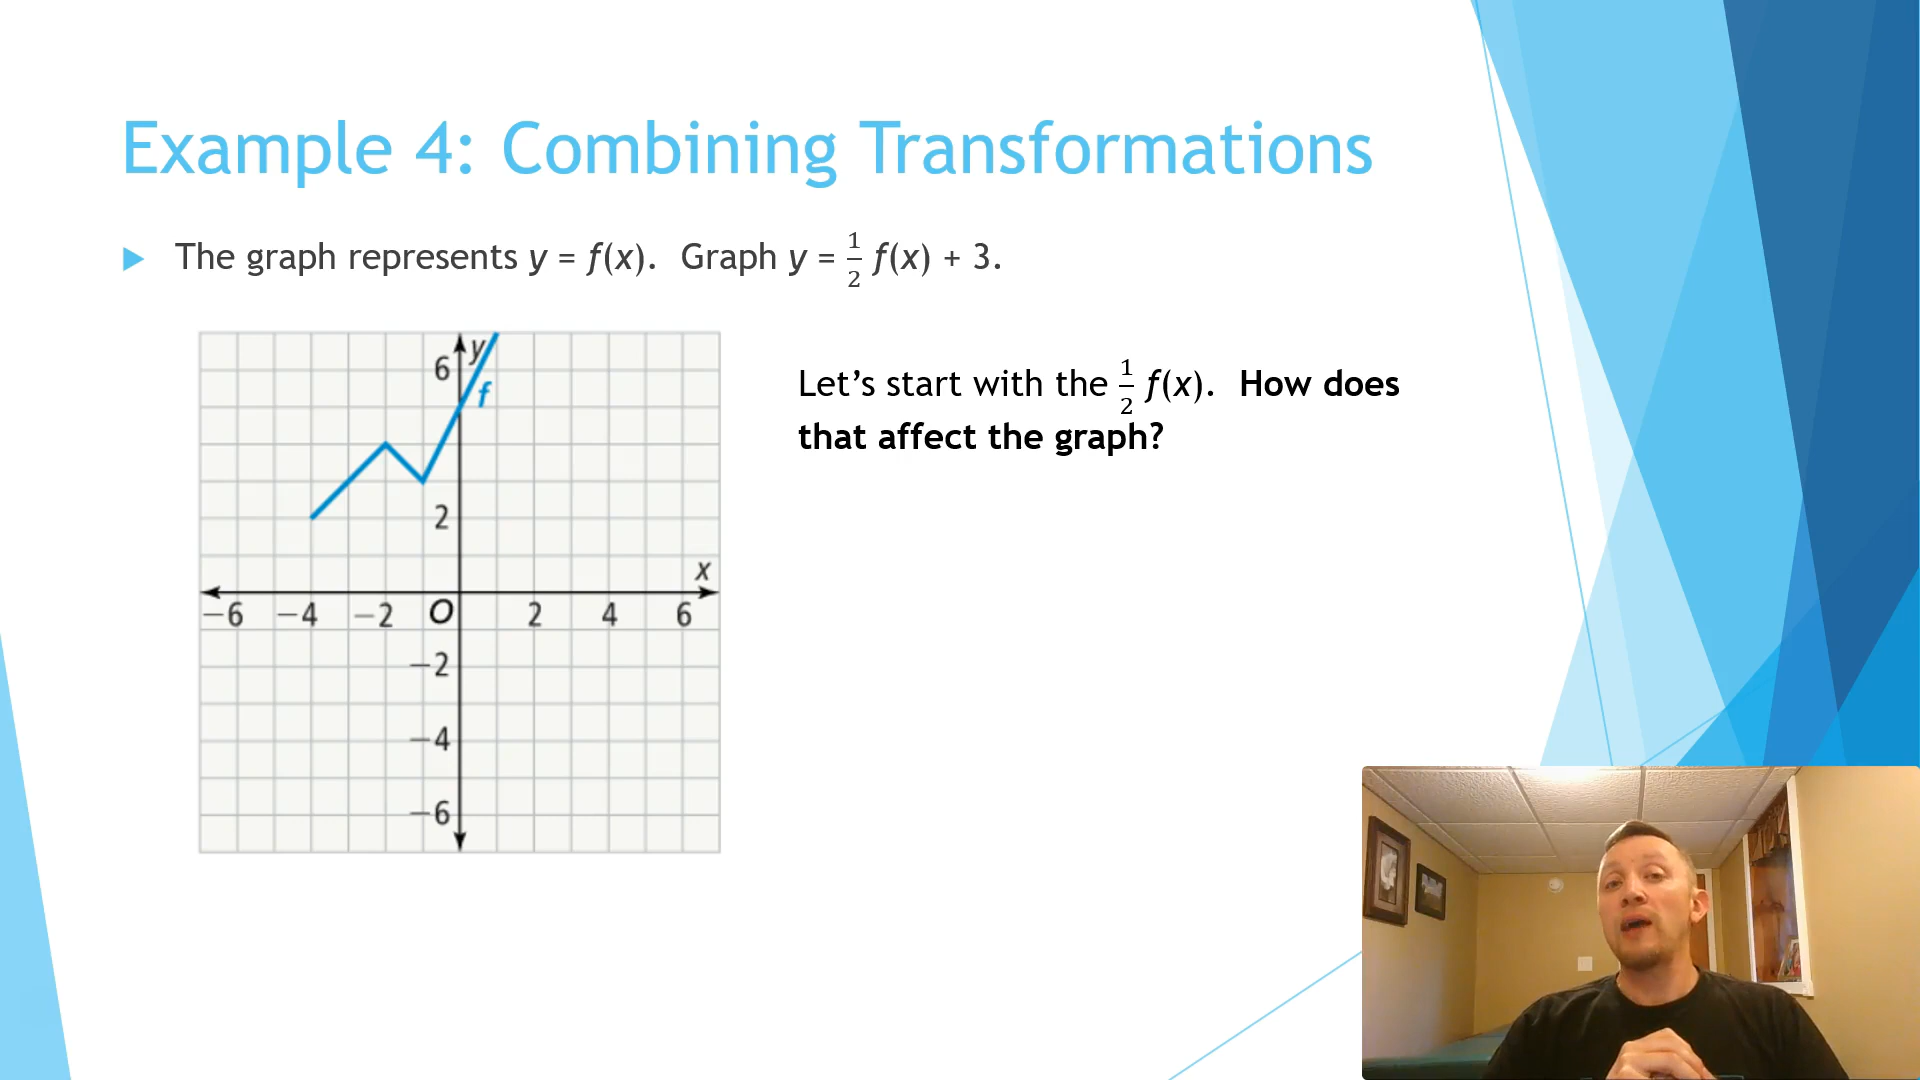 Example 4: Combining Transformations
The graph represents y = f(x). Graph y = 1/2 f(x) + 3.
Let’s start with the 1/2 f(x). How does
that affect the graph?
y
6
f
2
x
−6 −4 −2 O 2 4 6
−2
−4
−6